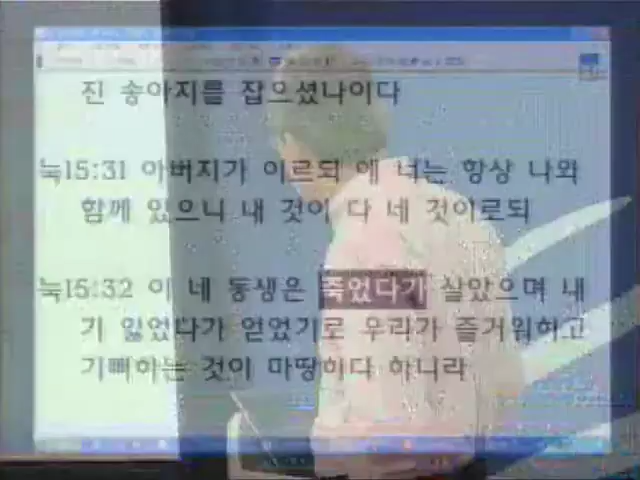 진 송아지를 잡으셨나이다
눅15:31 아버지가 이르되 얘 너는 항상 나와
함께 있으니 내 것이 다 네 것이로되
눅15:32 이 네 동생은 죽었다가 살았으며 내
가 잃었다가 얻었기로 우리가 즐거워하고
기뻐하는 것이 마땅하다 하니라